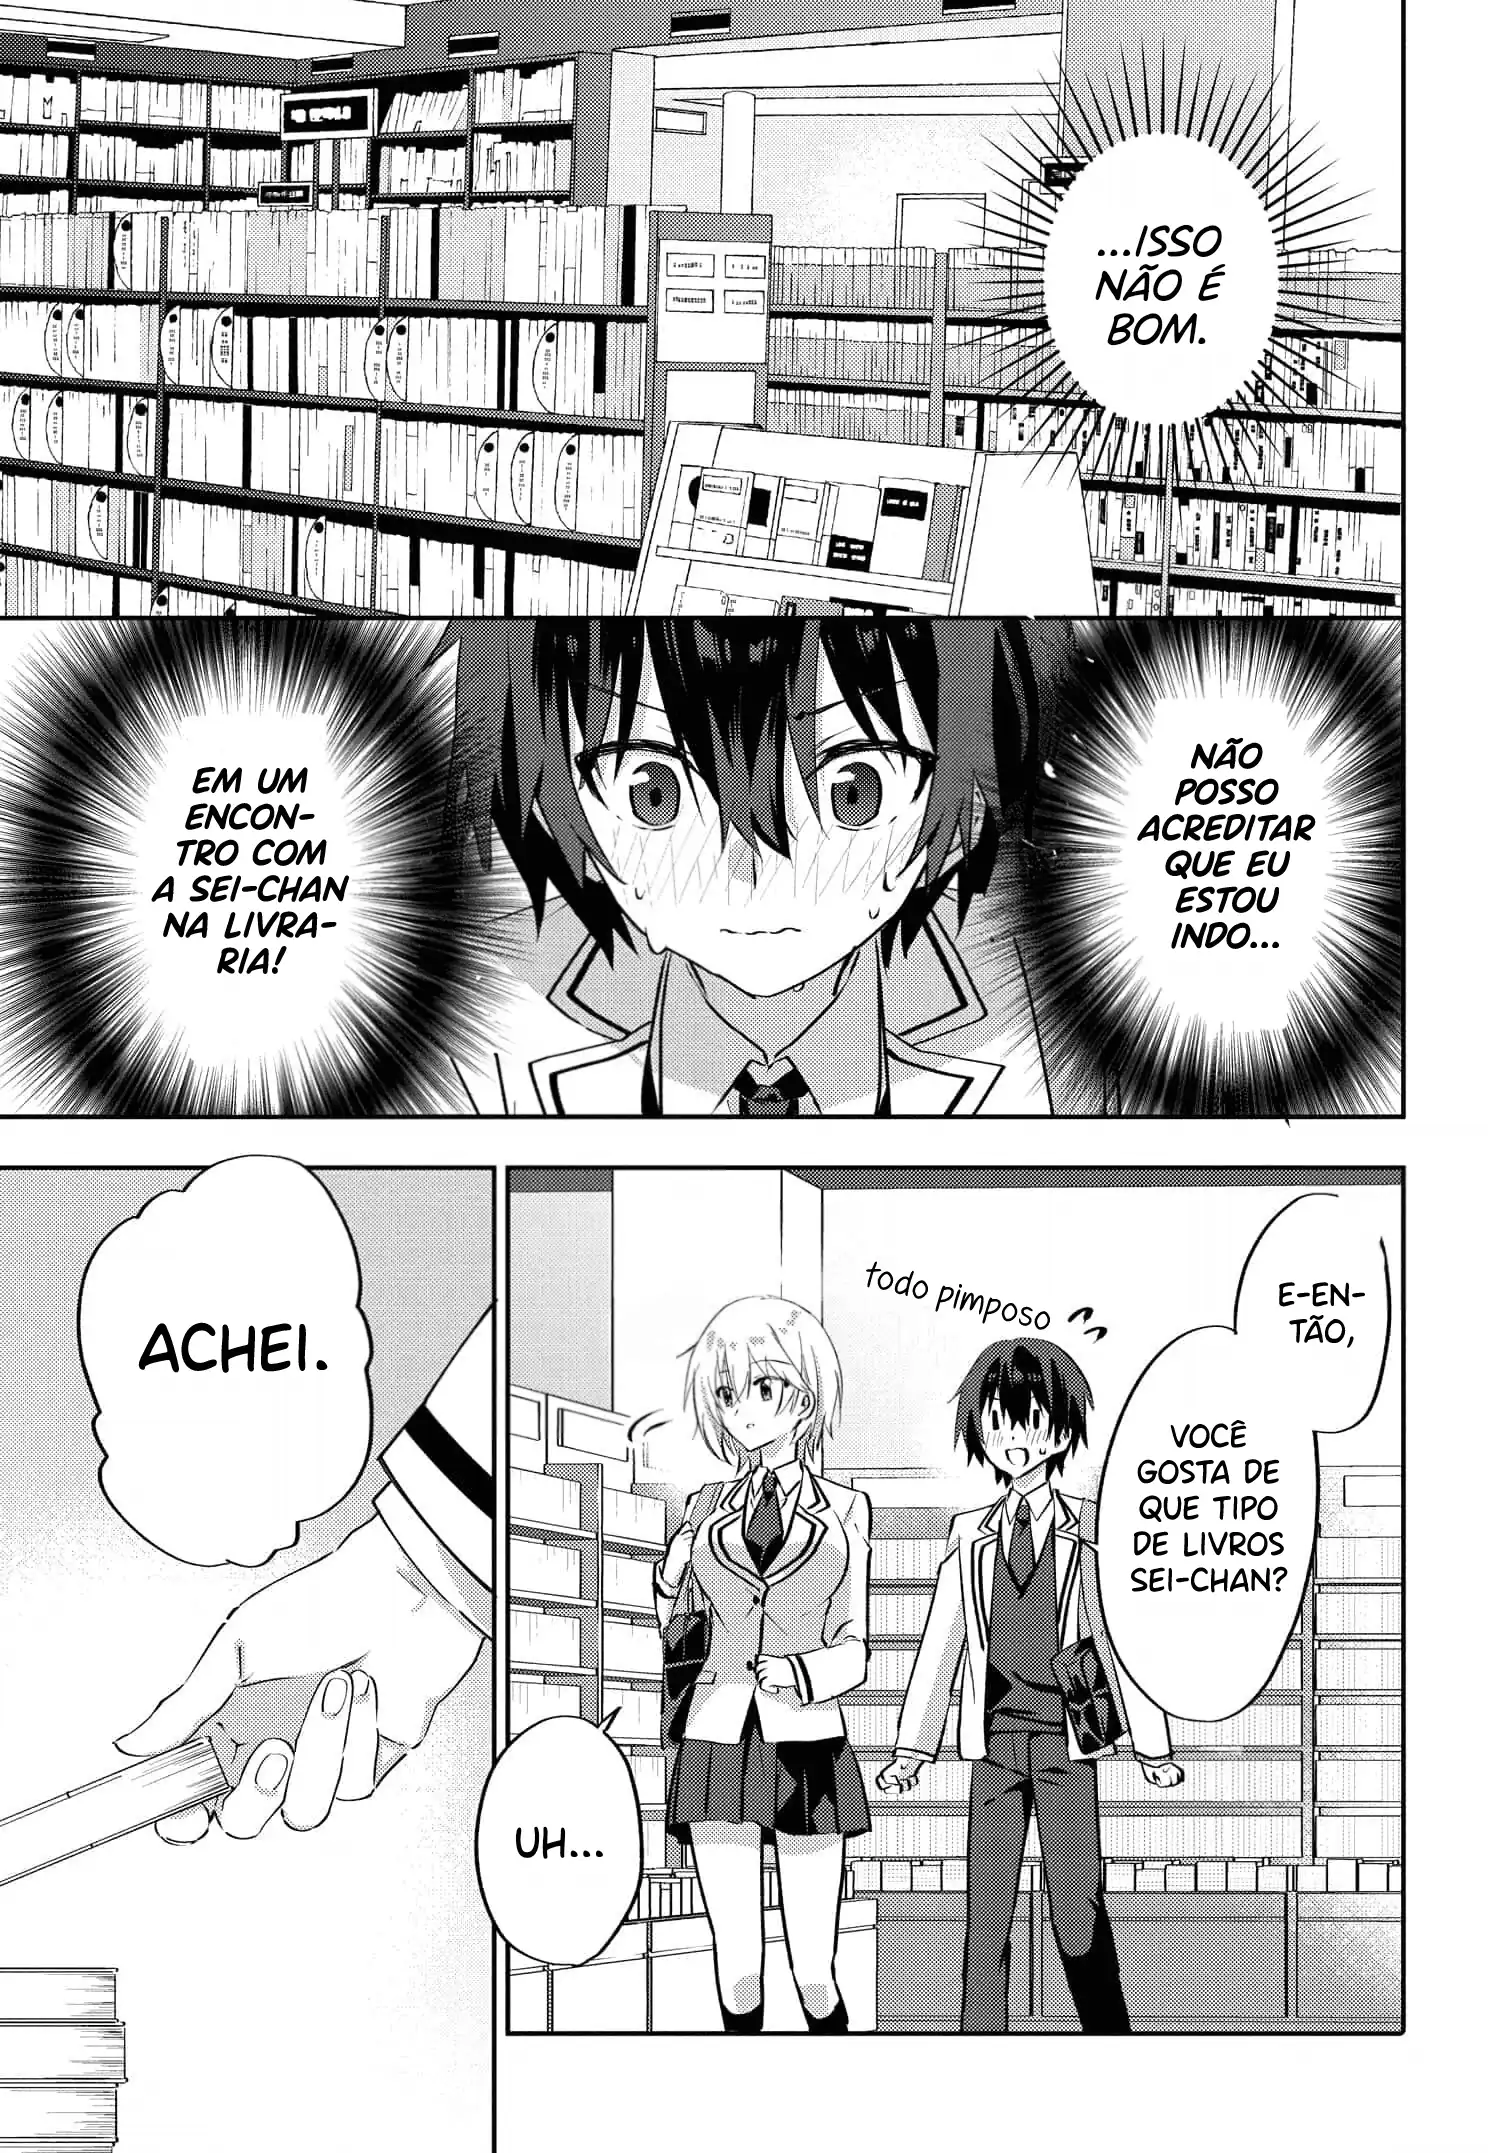 ...ISSO
NÃO É
BOM.
NÃO
POSSO
ACREDITAR
QUE EU
ESTOU
INDO...
EM UM
ENCON-
TRO COM
A SEI-CHAN
NA LIVRA-
RIA!
E-EN-
TÃO,
VOCÊ
GOSTA DE
QUE TIPO
DE LIVROS
SEI-CHAN?
todo pimposo
UH...
ACHEI.